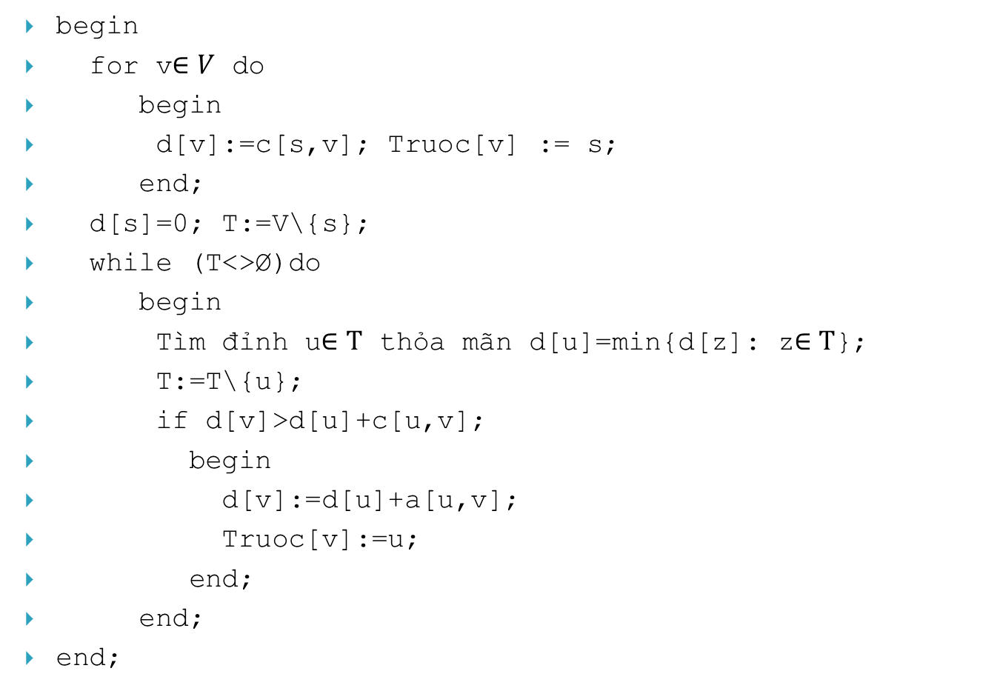 begin
for v∈ V do
begin
d[v]:=c[s,v]; Truoc[v] := s;
end;
d[s]=0; T:=V\{s};
while (T<>Ø)do
begin
Tìm đỉnh u∈ T thỏa mãn d[u]=min{d[z]: z∈ T};
T:=T\{u};
if d[v]>d[u]+c[u,v];
begin
d[v]:=d[u]+a[u,v];
Truoc[v]:=u;
end;
end;
end;